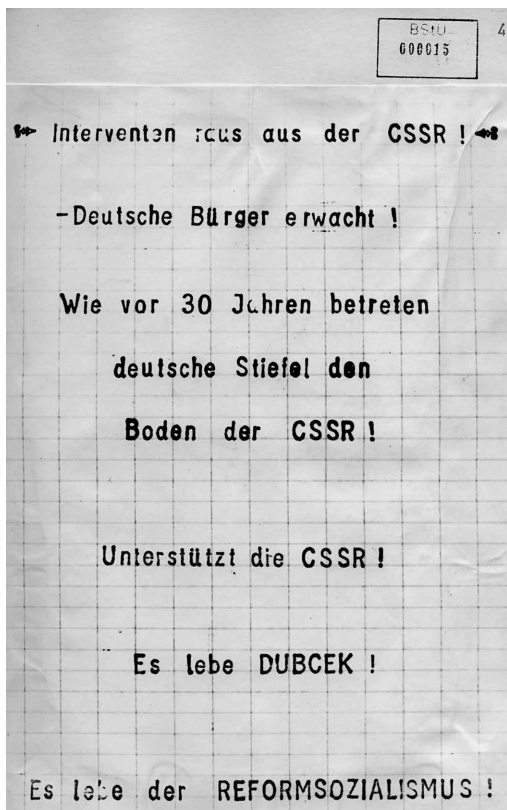 BStU 4
000015
Interventen raus aus der CSSR !
-Deutsche Bürger erwacht !
Wie vor 30 Jahren betreten
deutsche Stiefel den
Boden der CSSR !
Unterstützt die CSSR !
Es lebe DUBCEK !
Es lebe der REFORMSOZIALISMUS !